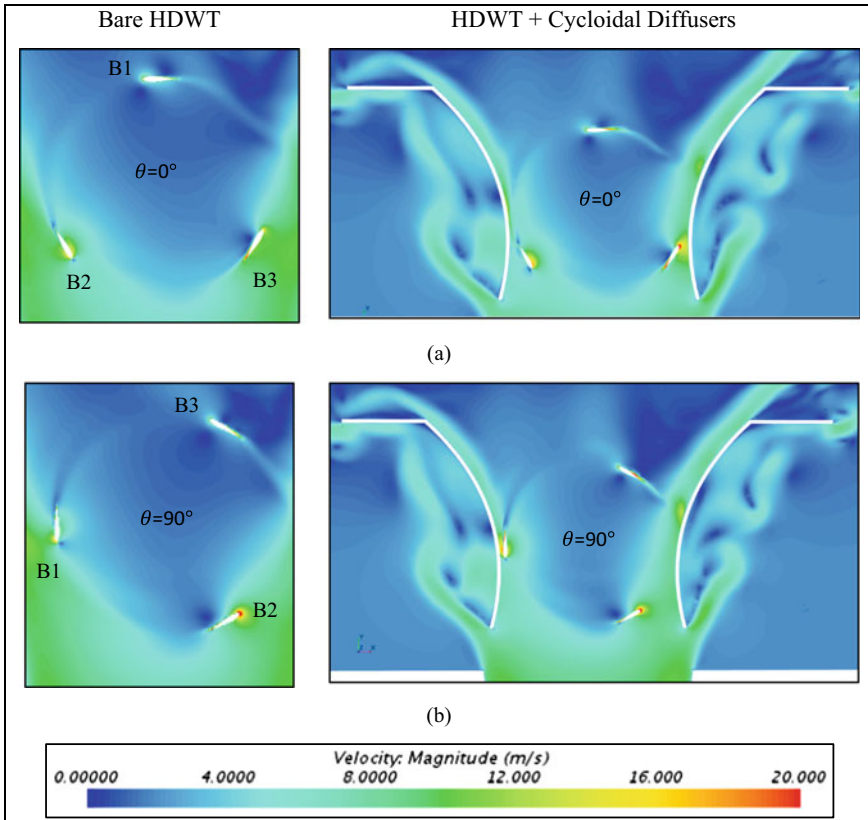 Bare HDWT
HDWT + Cycloidal Diffusers
B1
θ=0°
B2
B3
θ=0°
(a)
B3
θ=90°
B1
B2
θ=90°
(b)
Velocity: Magnitude (m/s)
0.00000 4.0000 8.0000 12.000 16.000 20.000